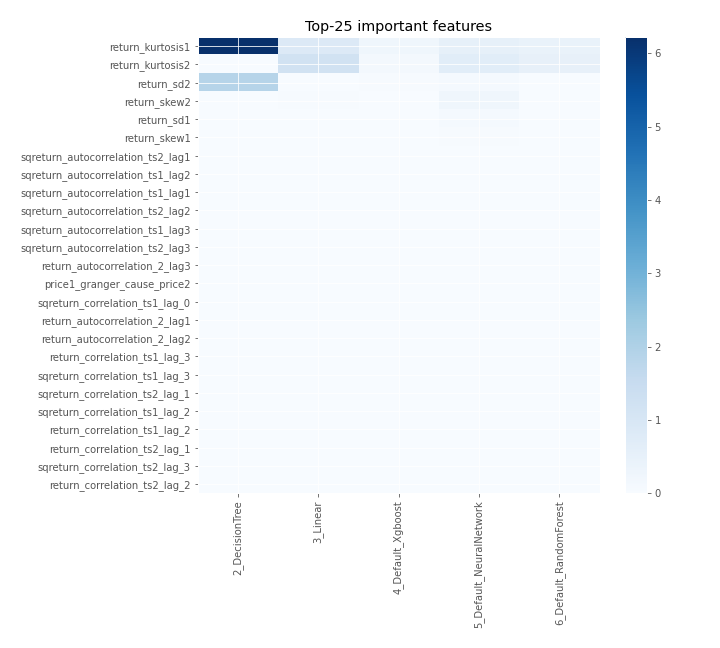 Top-25 important features
return_kurtosis1
return_kurtosis2
return_sd2
return_skew2
return_sd1
return_skew1
sqreturn_autocorrelation_ts2_lag1
sqreturn_autocorrelation_ts1_lag2
sqreturn_autocorrelation_ts1_lag1
sqreturn_autocorrelation_ts2_lag2
sqreturn_autocorrelation_ts1_lag3
sqreturn_autocorrelation_ts2_lag3
return_autocorrelation_2_lag3
price1_granger_cause_price2
sqreturn_correlation_ts1_lag_0
return_autocorrelation_2_lag1
return_autocorrelation_2_lag2
return_correlation_ts1_lag_3
sqreturn_correlation_ts1_lag_3
sqreturn_correlation_ts2_lag_1
sqreturn_correlation_ts1_lag_2
return_correlation_ts1_lag_2
return_correlation_ts2_lag_1
sqreturn_correlation_ts2_lag_3
return_correlation_ts2_lag_2
2_DecisionTree
3_Linear
4_Default_Xgboost
5_Default_NeuralNetwork
6_Default_RandomForest
6
5
4
3
2
1
0